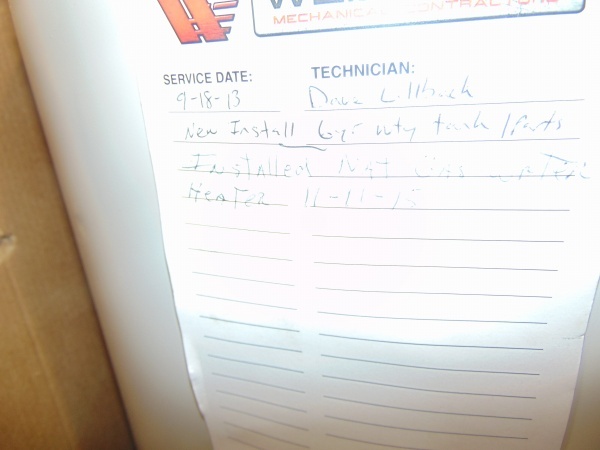 MECHANICAL CONTRACTORS
SERVICE DATE: TECHNICIAN:
9-18-13 Dave
New Install 6yr wty tank / Parts
Installed Nat Gas water
Heater 11-11-15